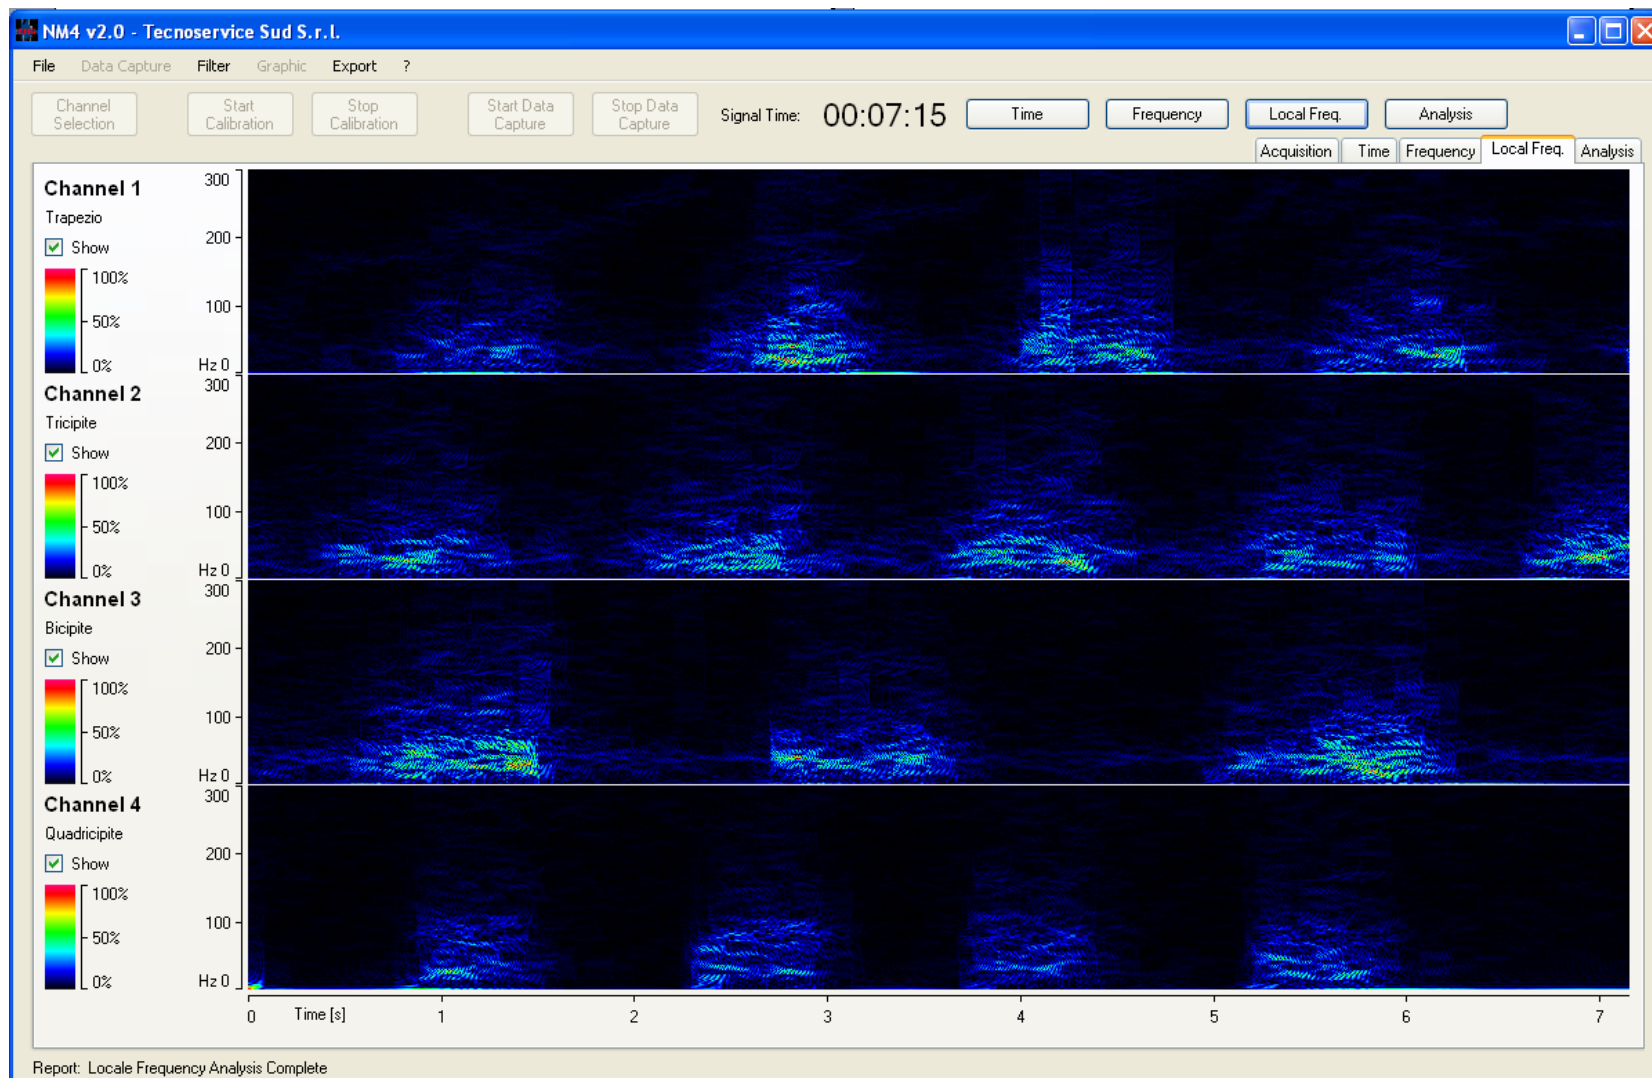 NM4 v2.0 - Tecnoservice Sud S.r.l.
File Data Capture Filter Graphic Export ?
Channel Selection
Start Calibration
Stop Calibration
Start Data Capture
Stop Data Capture
Signal Time: 00:07:15
Time Frequency Local Freq. Analysis
Acquisition Time Frequency Local Freq. Analysis
Channel 1
Trapezio
Show
100%
50%
0%
300
200
100
Hz 0
Channel 2
Tricipite
Show
100%
50%
0%
300
200
100
Hz 0
Channel 3
Bicipite
Show
100%
50%
0%
300
200
100
Hz 0
Channel 4
Quadricipite
Show
100%
50%
0%
300
200
100
Hz 0
0 Time [s] 1 2 3 4 5 6 7
Report: Locale Frequency Analysis Complete